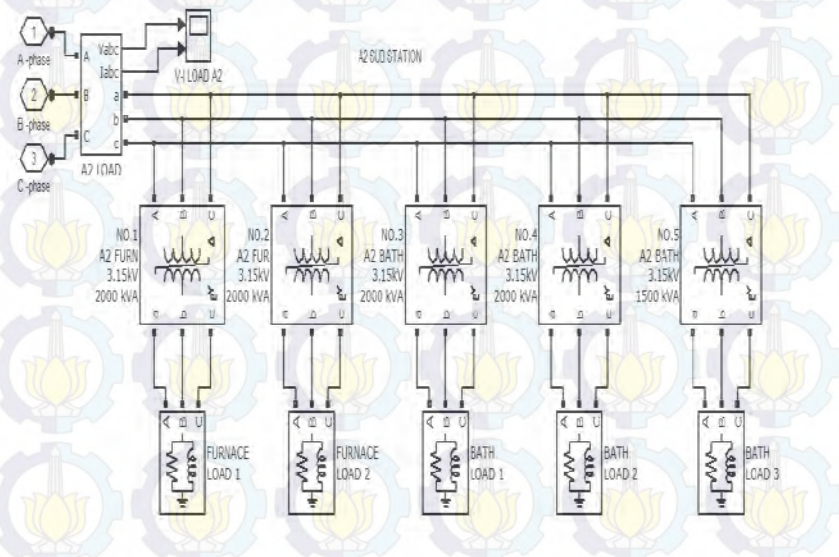 1
A-phase
2
B-phase
3
C-phase
A
B
C
Vabc
Iabc
a
b
c
A2 LOAD
V-I LOAD A2
A2 SUB STATION
A B C
NO.1
A2 FURN
3.15kV
2000 kVA
a b c
A B C
NO.2
A2 FUR
3.15kV
2000 kVA
a b c
A B C
NO.3
A2 BATH
3.15kV
2000 kVA
a b c
A B C
NO.4
A2 BATH
3.15kV
2000 kVA
a b c
A B C
NO.5
A2 BATH
3.15kV
1500 kVA
a b c
A B C
FURNACE
LOAD 1
A B C
FURNACE
LOAD 2
A B C
BATH
LOAD 1
A B C
BATH
LOAD 2
A B C
BATH
LOAD 3